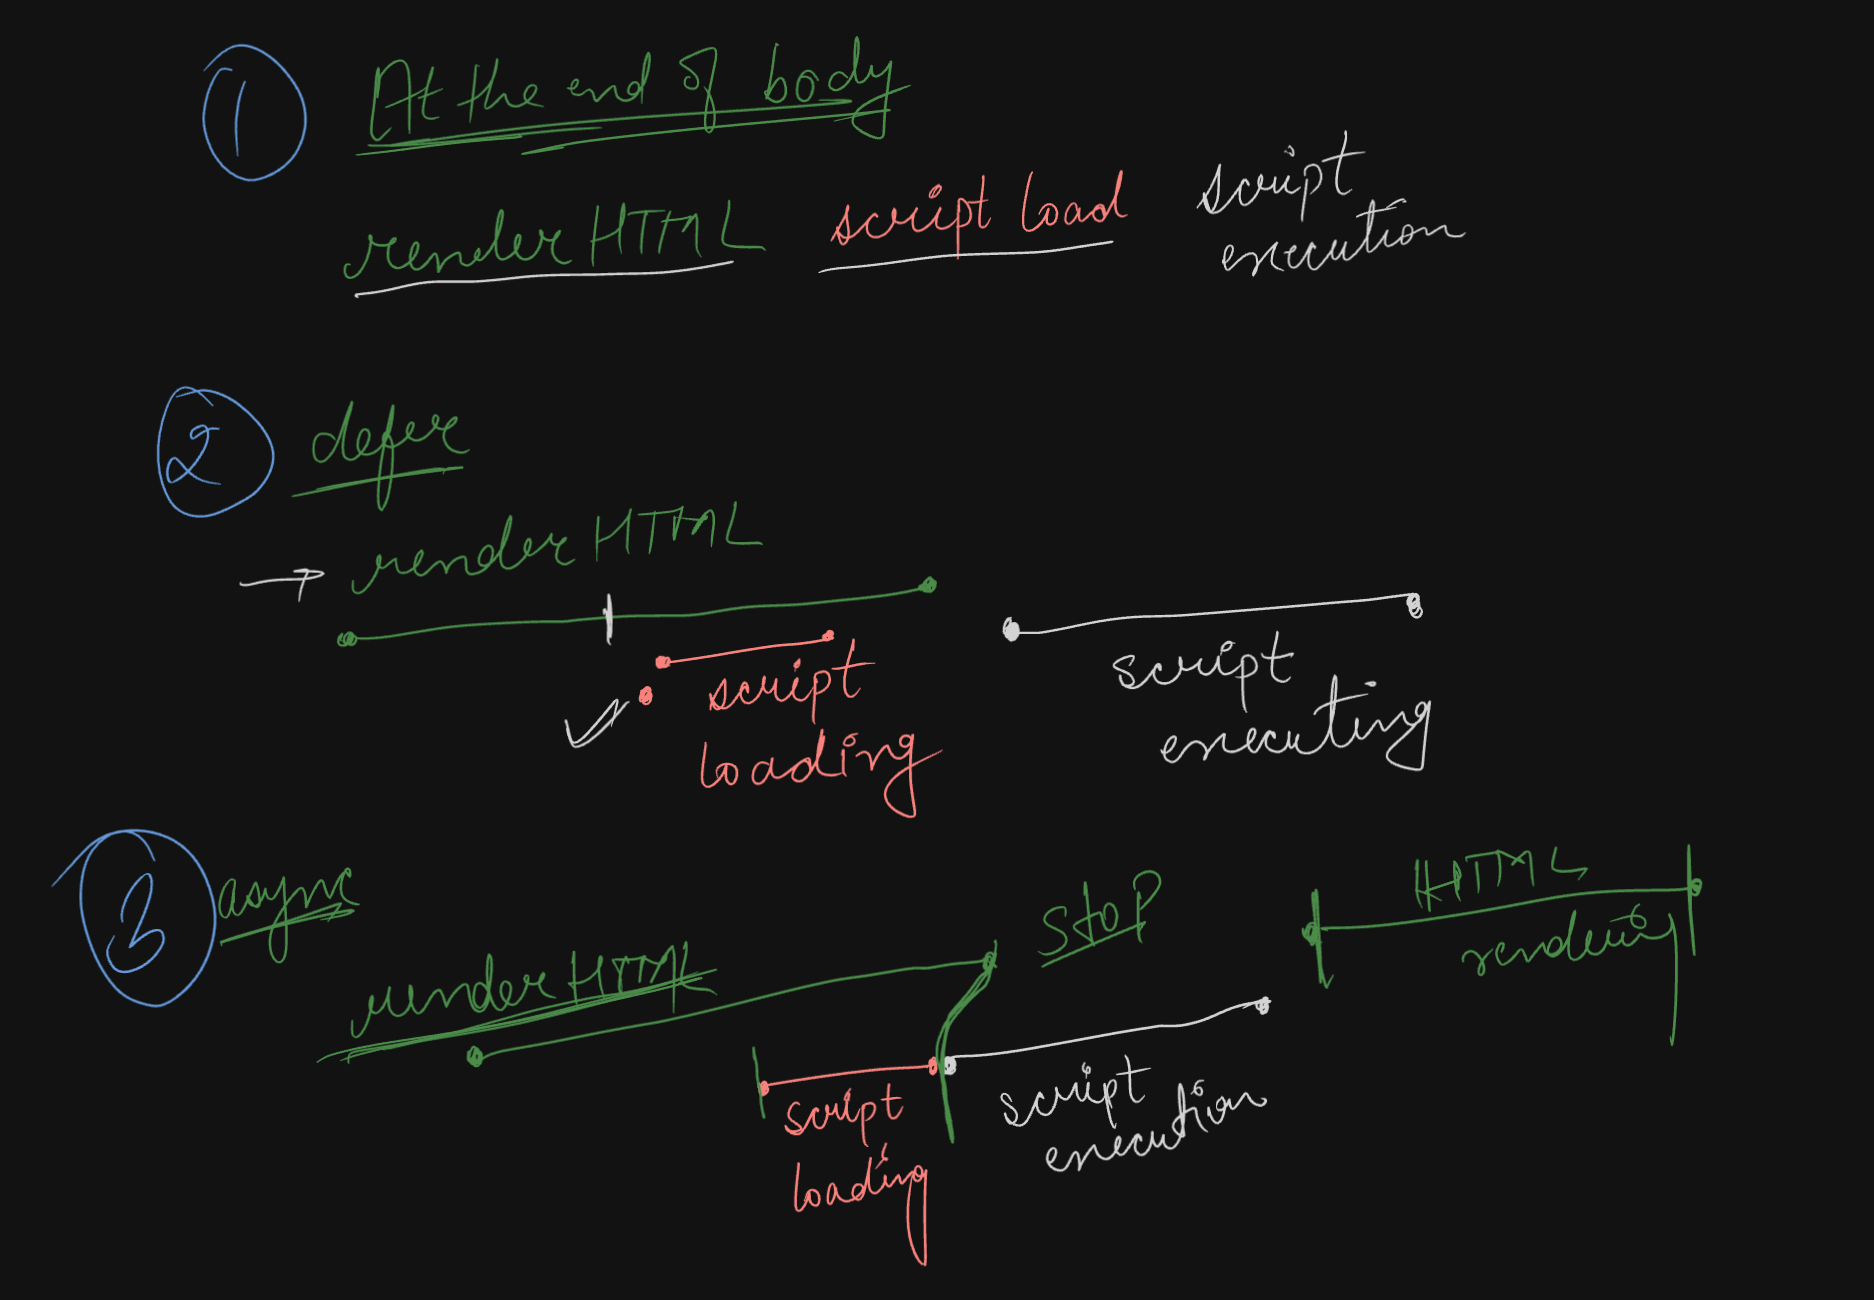 1
At the end of body
render HTML script load script
execution
2
defer
render HTML
script
loading
script
executing
3
async
render HTML
STOP
HTML
rendering
script
loading
script
execution